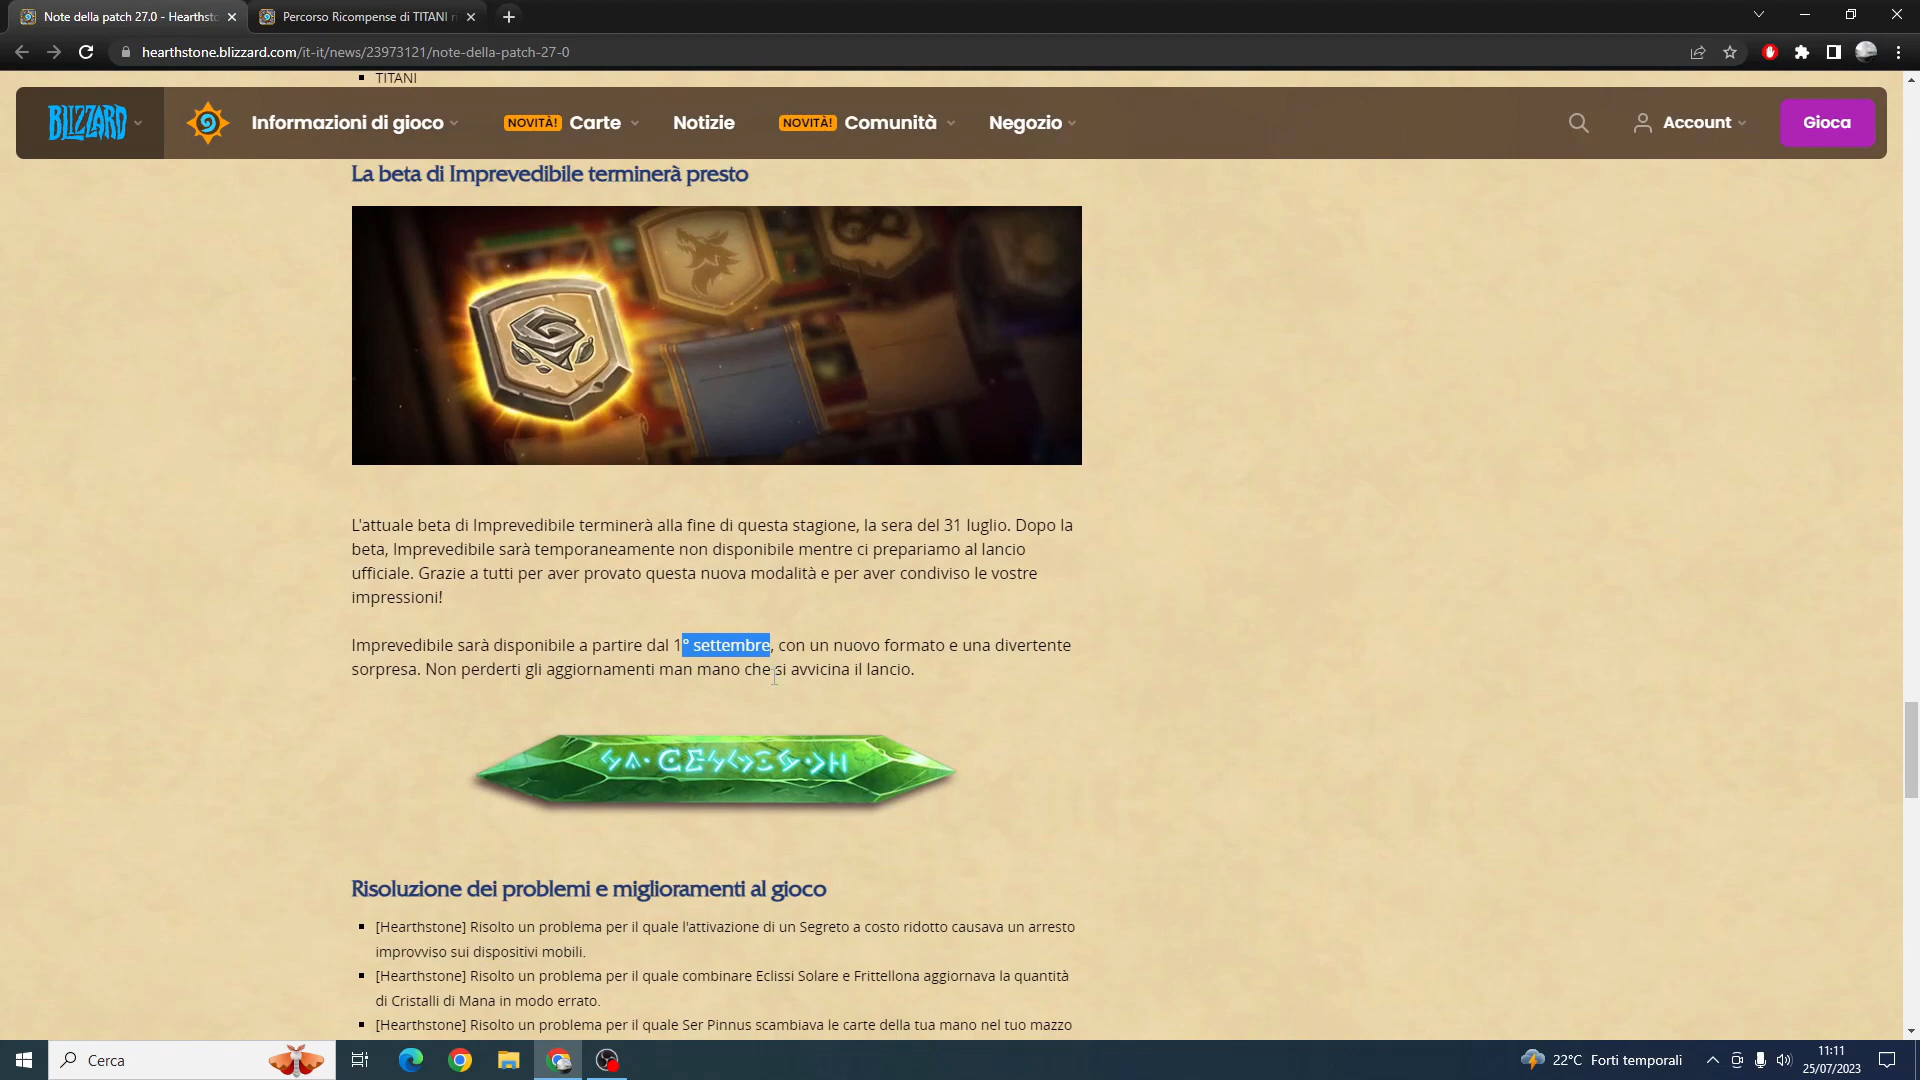 Note della patch 27.0 - Hearthsto
Percorso Ricompense di TITANI ri
hearthstone.blizzard.com/it-it/news/23973121/note-della-patch-27-0
TITANI
BLIZZARD
Informazioni di gioco
NOVITÀ! Carte
Notizie
NOVITÀ! Comunità
Negozio
Account
Gioca
La beta di Imprevedibile terminerà presto
L'attuale beta di Imprevedibile terminerà alla fine di questa stagione, la sera del 31 luglio. Dopo la
beta, Imprevedibile sarà temporaneamente non disponibile mentre ci prepariamo al lancio
ufficiale. Grazie a tutti per aver provato questa nuova modalità e per aver condiviso le vostre
impressioni!
Imprevedibile sarà disponibile a partire dal 1° settembre, con un nuovo formato e una divertente
sorpresa. Non perderti gli aggiornamenti man mano che si avvicina il lancio.
Risoluzione dei problemi e miglioramenti al gioco
[Hearthstone] Risolto un problema per il quale l'attivazione di un Segreto a costo ridotto causava un arresto
improvviso sui dispositivi mobili.
[Hearthstone] Risolto un problema per il quale combinare Eclissi Solare e Frittellona aggiornava la quantità
di Cristalli di Mana in modo errato.
[Hearthstone] Risolto un problema per il quale Ser Pinnus scambiava le carte della tua mano nel tuo mazzo
Cerca
22°C Forti temporali
11:11
25/07/2023